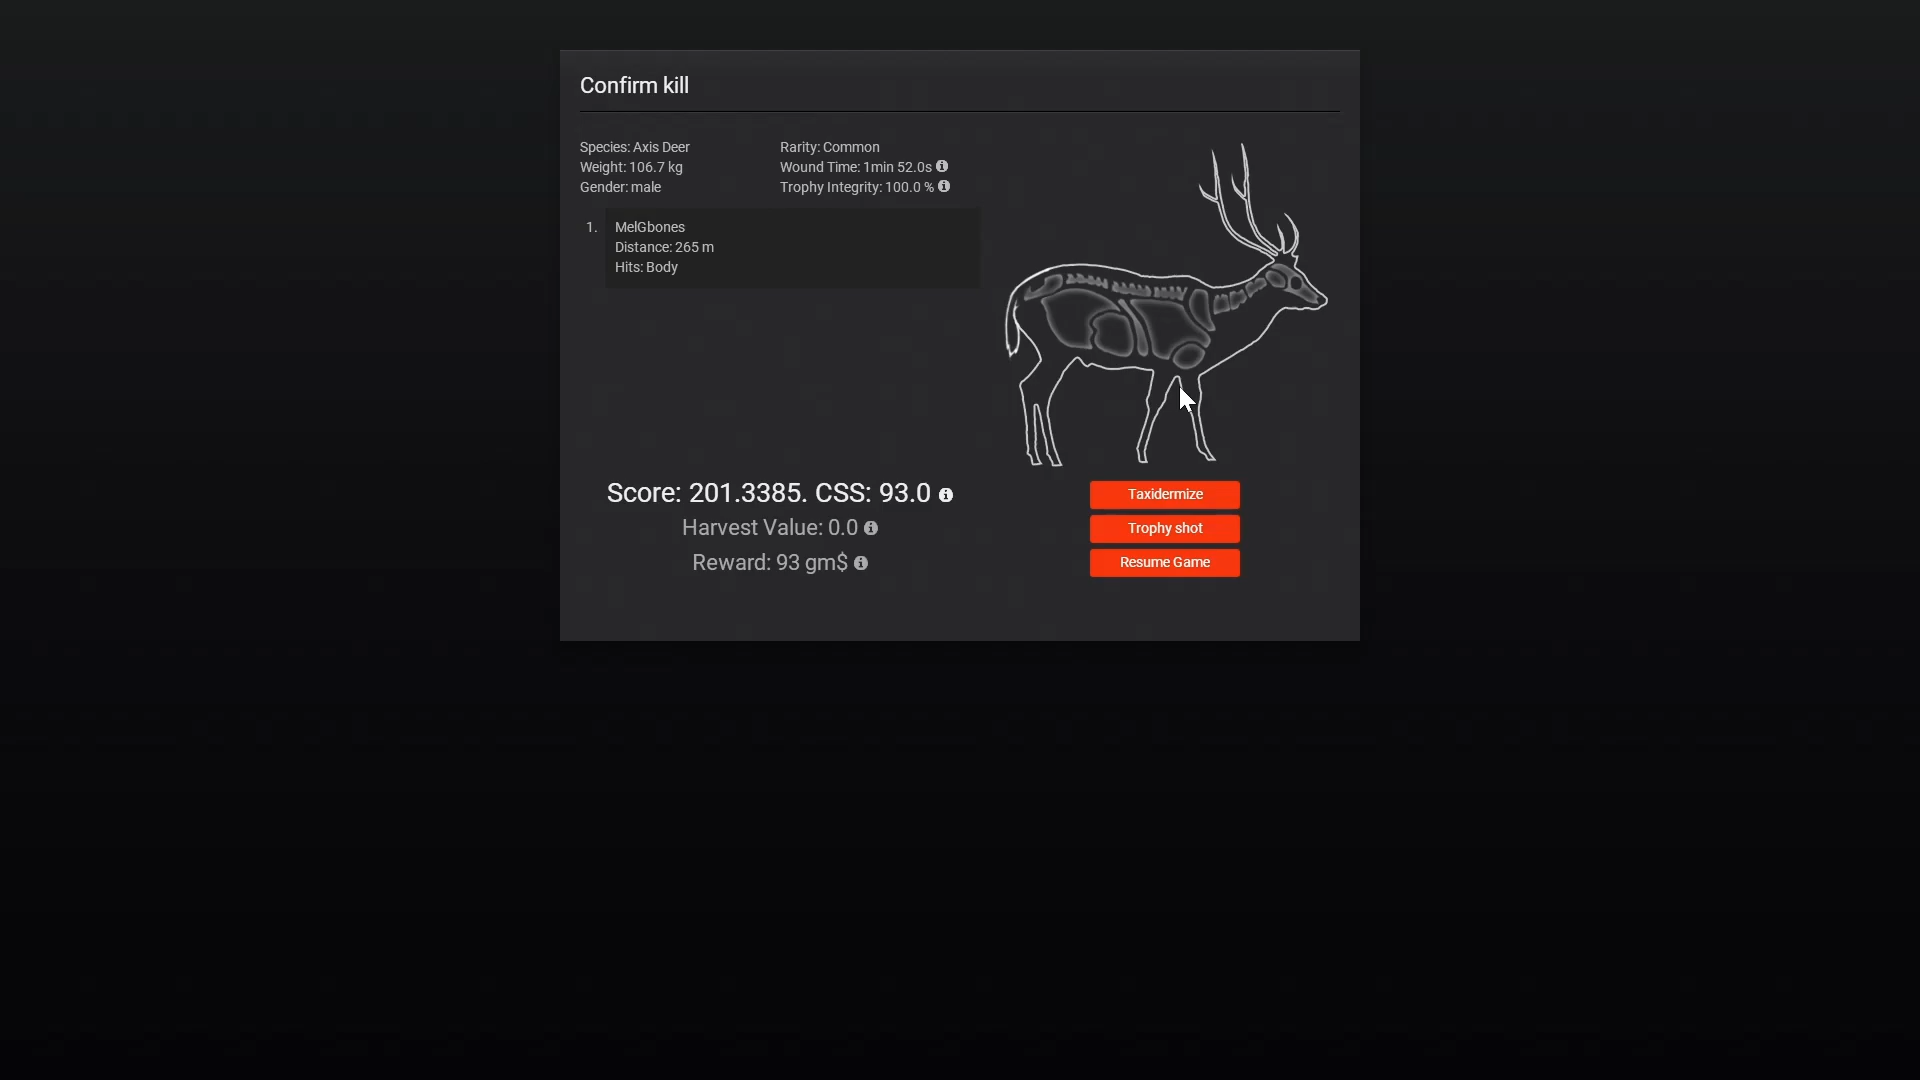 Confirm kill
Species: Axis Deer
Weight: 106.7 kg
Gender: male
Rarity: Common
Wound Time: 1min 52.0s
Trophy Integrity: 100.0 %
1.
MelGbones
Distance: 265 m
Hits: Body
Score: 201.3385. CSS: 93.0
Harvest Value: 0.0
Reward: 93 gm$
Taxidermize
Trophy shot
Resume Game